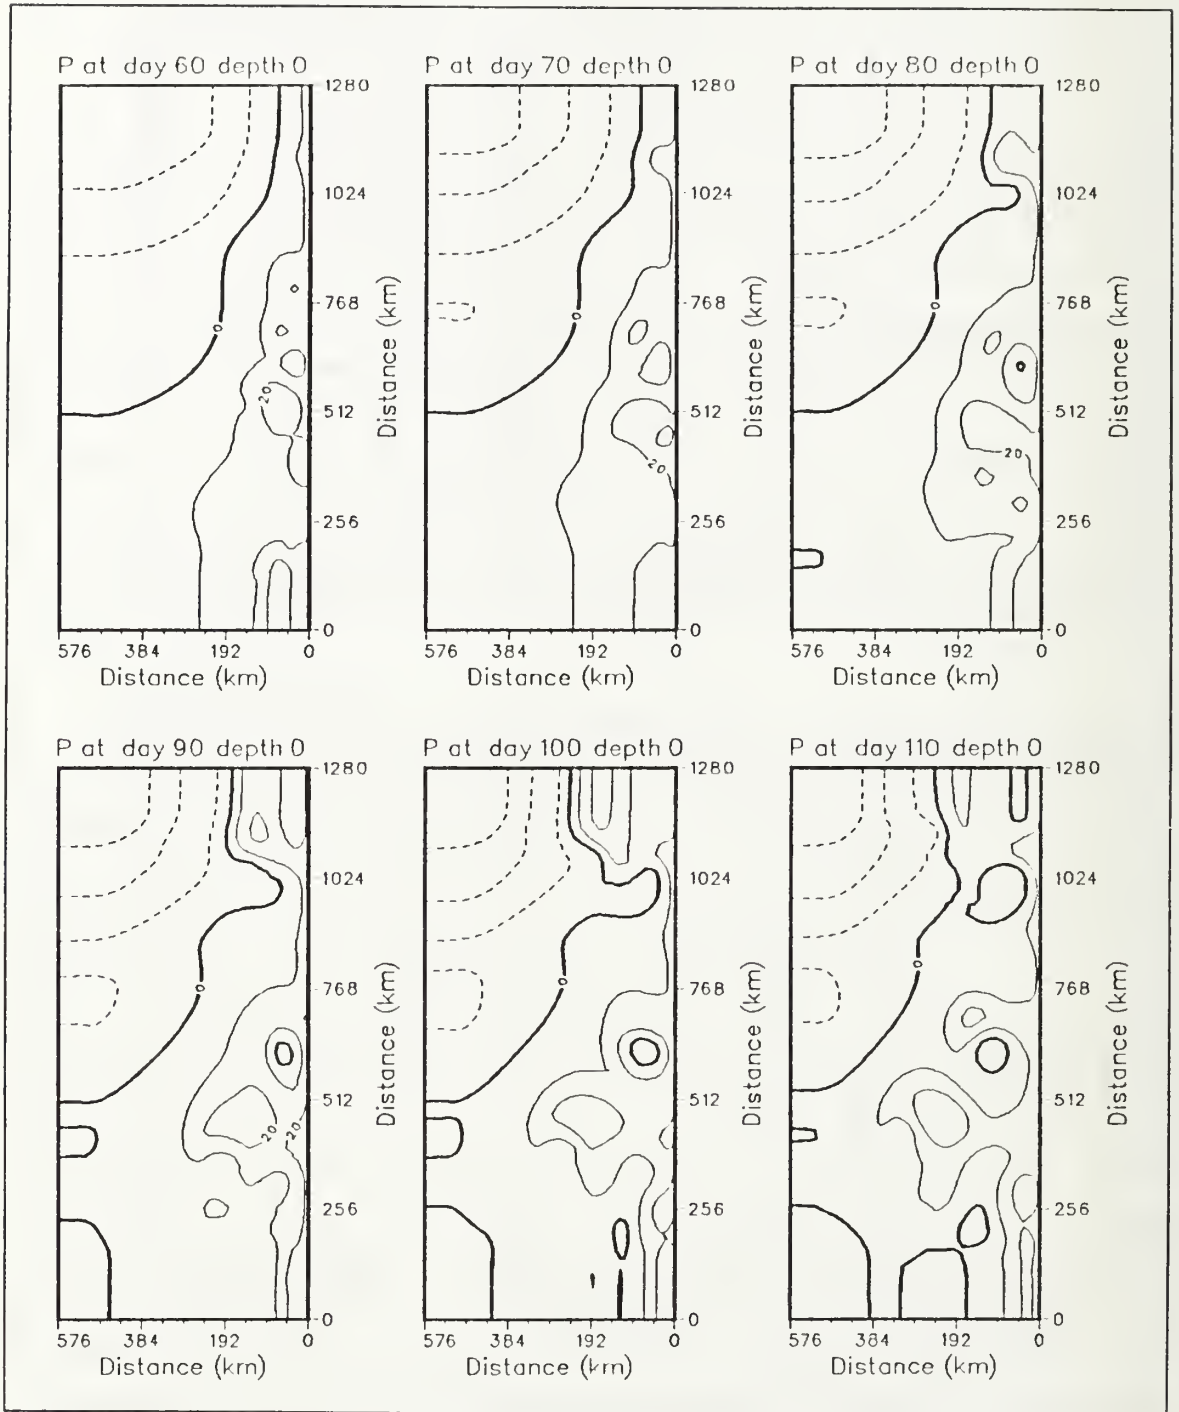 P at day 60 depth 0
P at day 70 depth 0
P at day 80 depth 0
1280
1024
768
512
256
0
Distance (km)
0
20
576 384 192 0
Distance (km)
1280
1024
768
512
256
0
Distance (km)
0
20
576 384 192 0
Distance (km)
1280
1024
768
512
256
0
Distance (km)
0
20
576 384 192 0
Distance (km)
P at day 90 depth 0
P at day 100 depth 0
P at day 110 depth 0
1280
1024
768
512
256
0
Distance (km)
0
20
20
576 384 192 0
Distance (km)
1280
1024
768
512
256
0
Distance (km)
0
576 384 192 0
Distance (km)
1280
1024
768
512
256
0
Distance (km)
0
576 384 192 0
Distance (km)